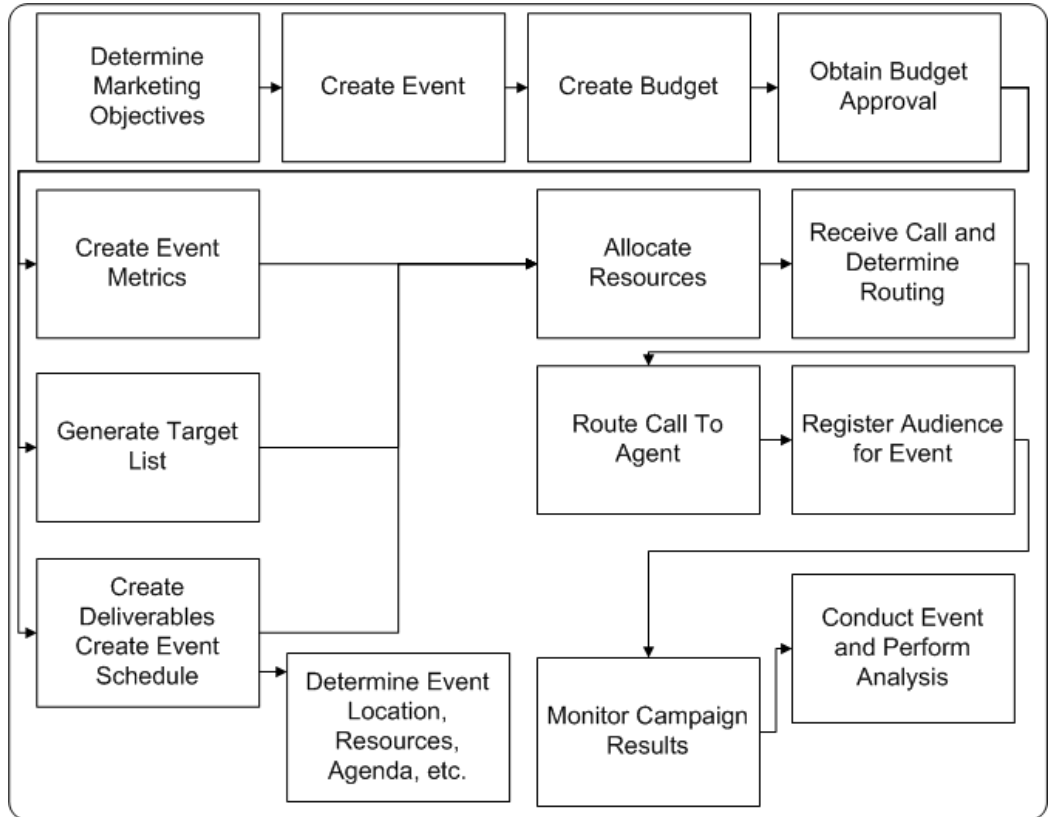 Determine
Marketing
Objectives
Create Event
Create Budget
Obtain Budget
Approval
Create Event
Metrics
Allocate
Resources
Receive Call and
Determine
Routing
Generate Target
List
Route Call To
Agent
Register Audience
for Event
Create
Deliverables
Create Event
Schedule
Determine Event
Location,
Resources,
Agenda, etc.
Monitor Campaign
Results
Conduct Event
and Perform
Analysis